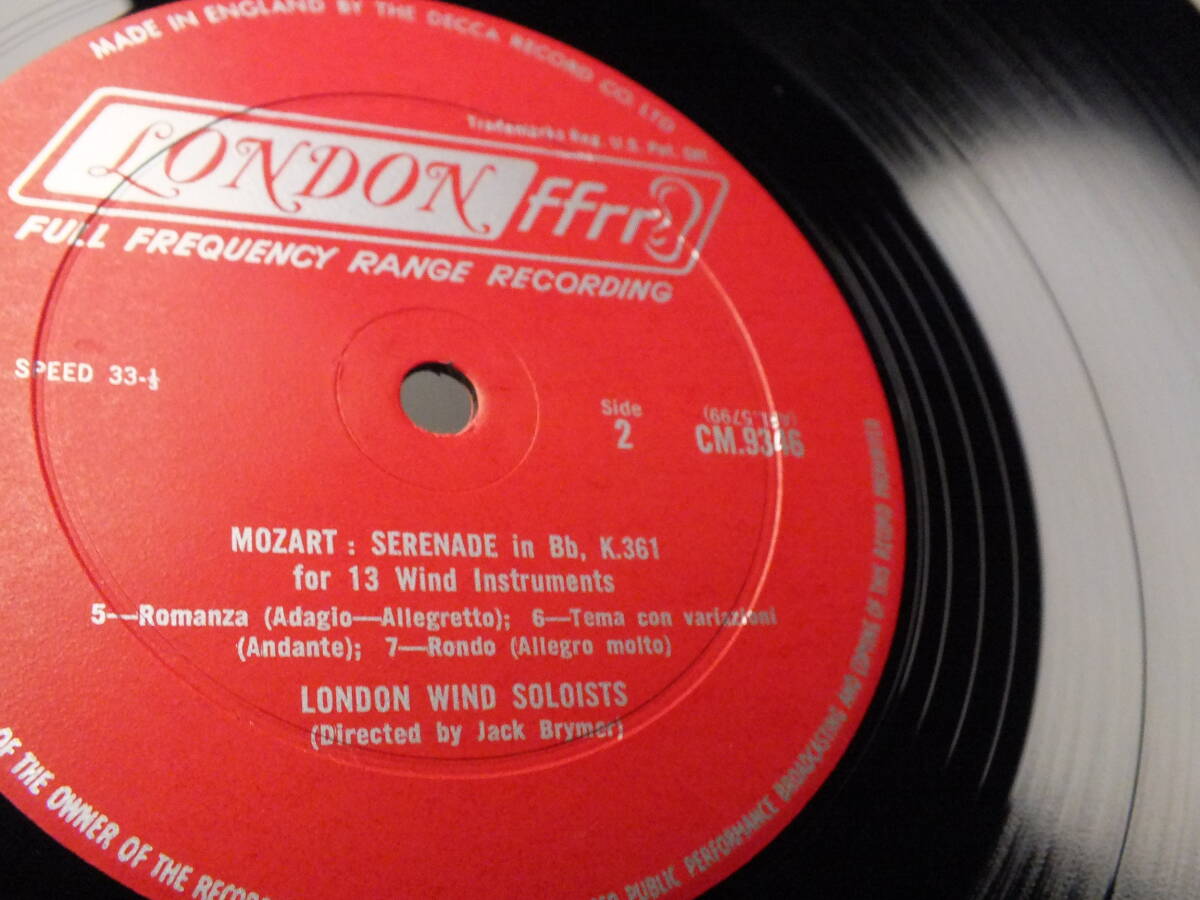 MADE IN ENGLAND BY THE DECCA RECORD CO. LTD
Trademarks Reg. U.S. Pat. Off.
LONDON ffrr
FULL FREQUENCY RANGE RECORDING
SPEED 33-⅓
Side
2
(ARL.5799)
CM.9346
MOZART : SERENADE in Bb, K.361
for 13 Wind Instruments
5—Romanza (Adagio—Allegretto); 6—Tema con variazioni
(Andante); 7—Rondo (Allegro molto)
LONDON WIND SOLOISTS
(Directed by Jack Brymer)
OF THE OWNER OF THE RECORD
PUBLIC PERFORMANCE BROADCASTING AND COPYING OF THIS RECORD PROHIBITED